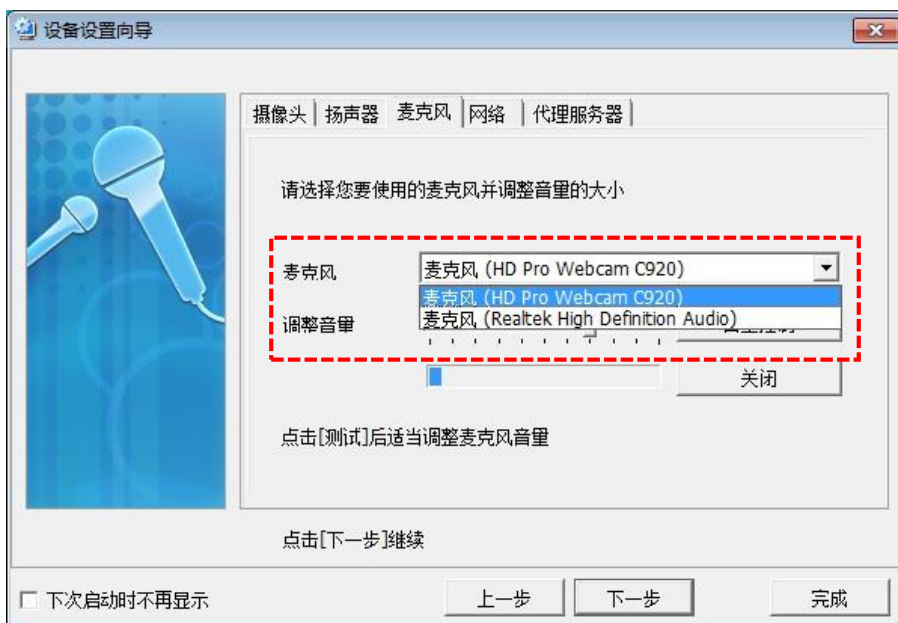 设备设置向导
摄像头 扬声器 麦克风 网络 代理服务器
请选择您要使用的麦克风并调整音量的大小
麦克风 麦克风 (HD Pro Webcam C920)
麦克风 (HD Pro Webcam C920)
调整音量 麦克风 (Realtek High Definition Audio)
关闭
点击[测试]后适当调整麦克风音量
点击[下一步]继续
下次启动时不再显示 上一步 下一步 完成